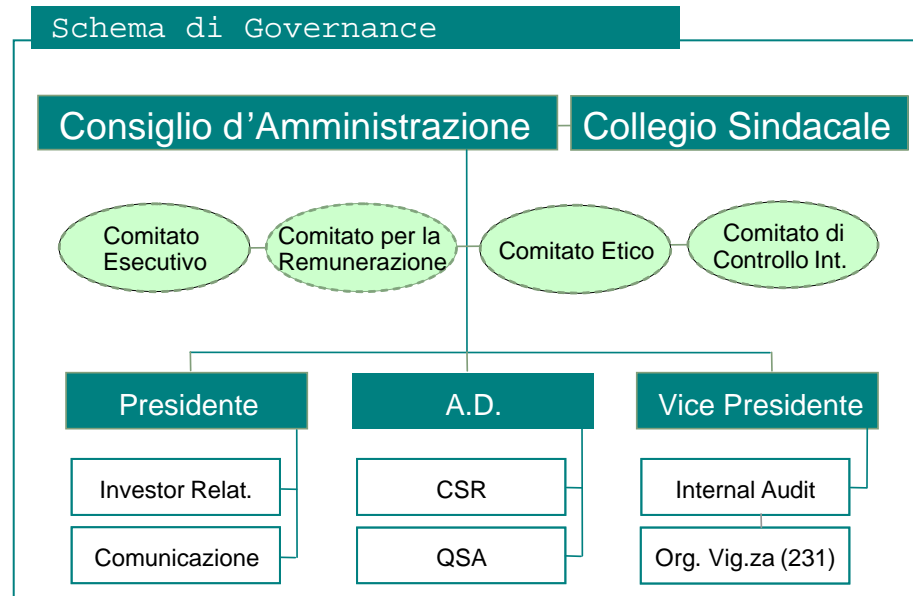 Schema di Governance
Consiglio d’Amministrazione
Collegio Sindacale
Comitato
Esecutivo
Comitato per la
Remunerazione
Comitato Etico
Comitato di
Controllo Int.
Presidente
A.D.
Vice Presidente
Investor Relat.
CSR
Internal Audit
Comunicazione
QSA
Org. Vig.za (231)